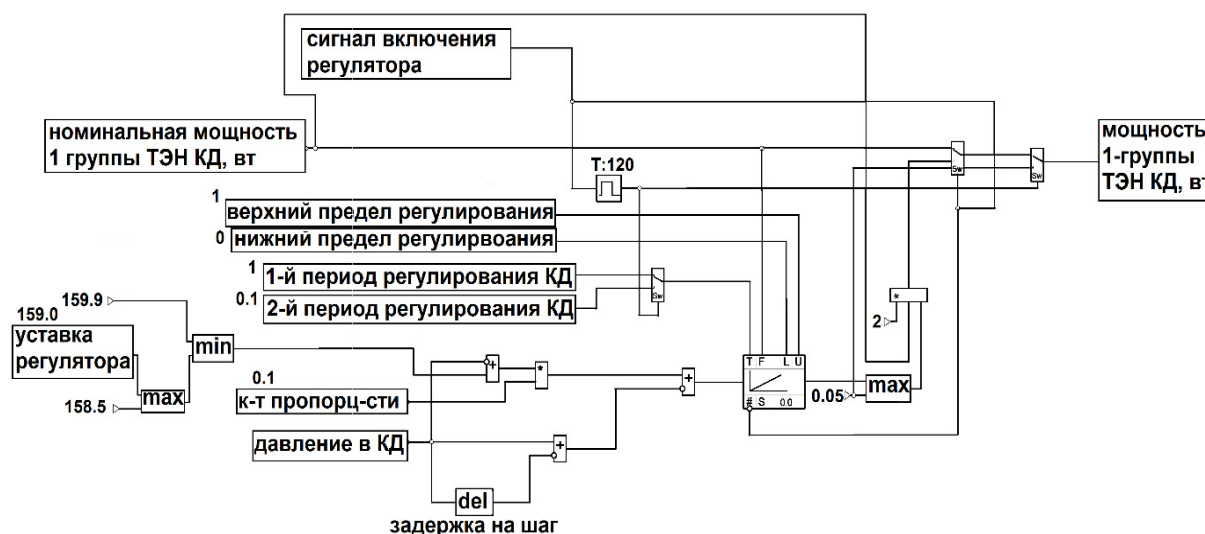 сигнал включения
регулятора
номинальная мощность
1 группы ТЭН КД, вт
мощность
1-группы
ТЭН КД, вт
T:120
1
верхний предел регулирования
0
нижний предел регулирвоания
1
1-й период регулирования КД
0.1
2-й период регулирования КД
Sw
Sw
Sw
159.9
159.0
уставка
регулятора
min
max
158.5
0.1
к-т пропорц-сти
давление в КД
del
задержка на шаг
+
*
+
+
T F L U
# S 0.0
0.05
max
*
2